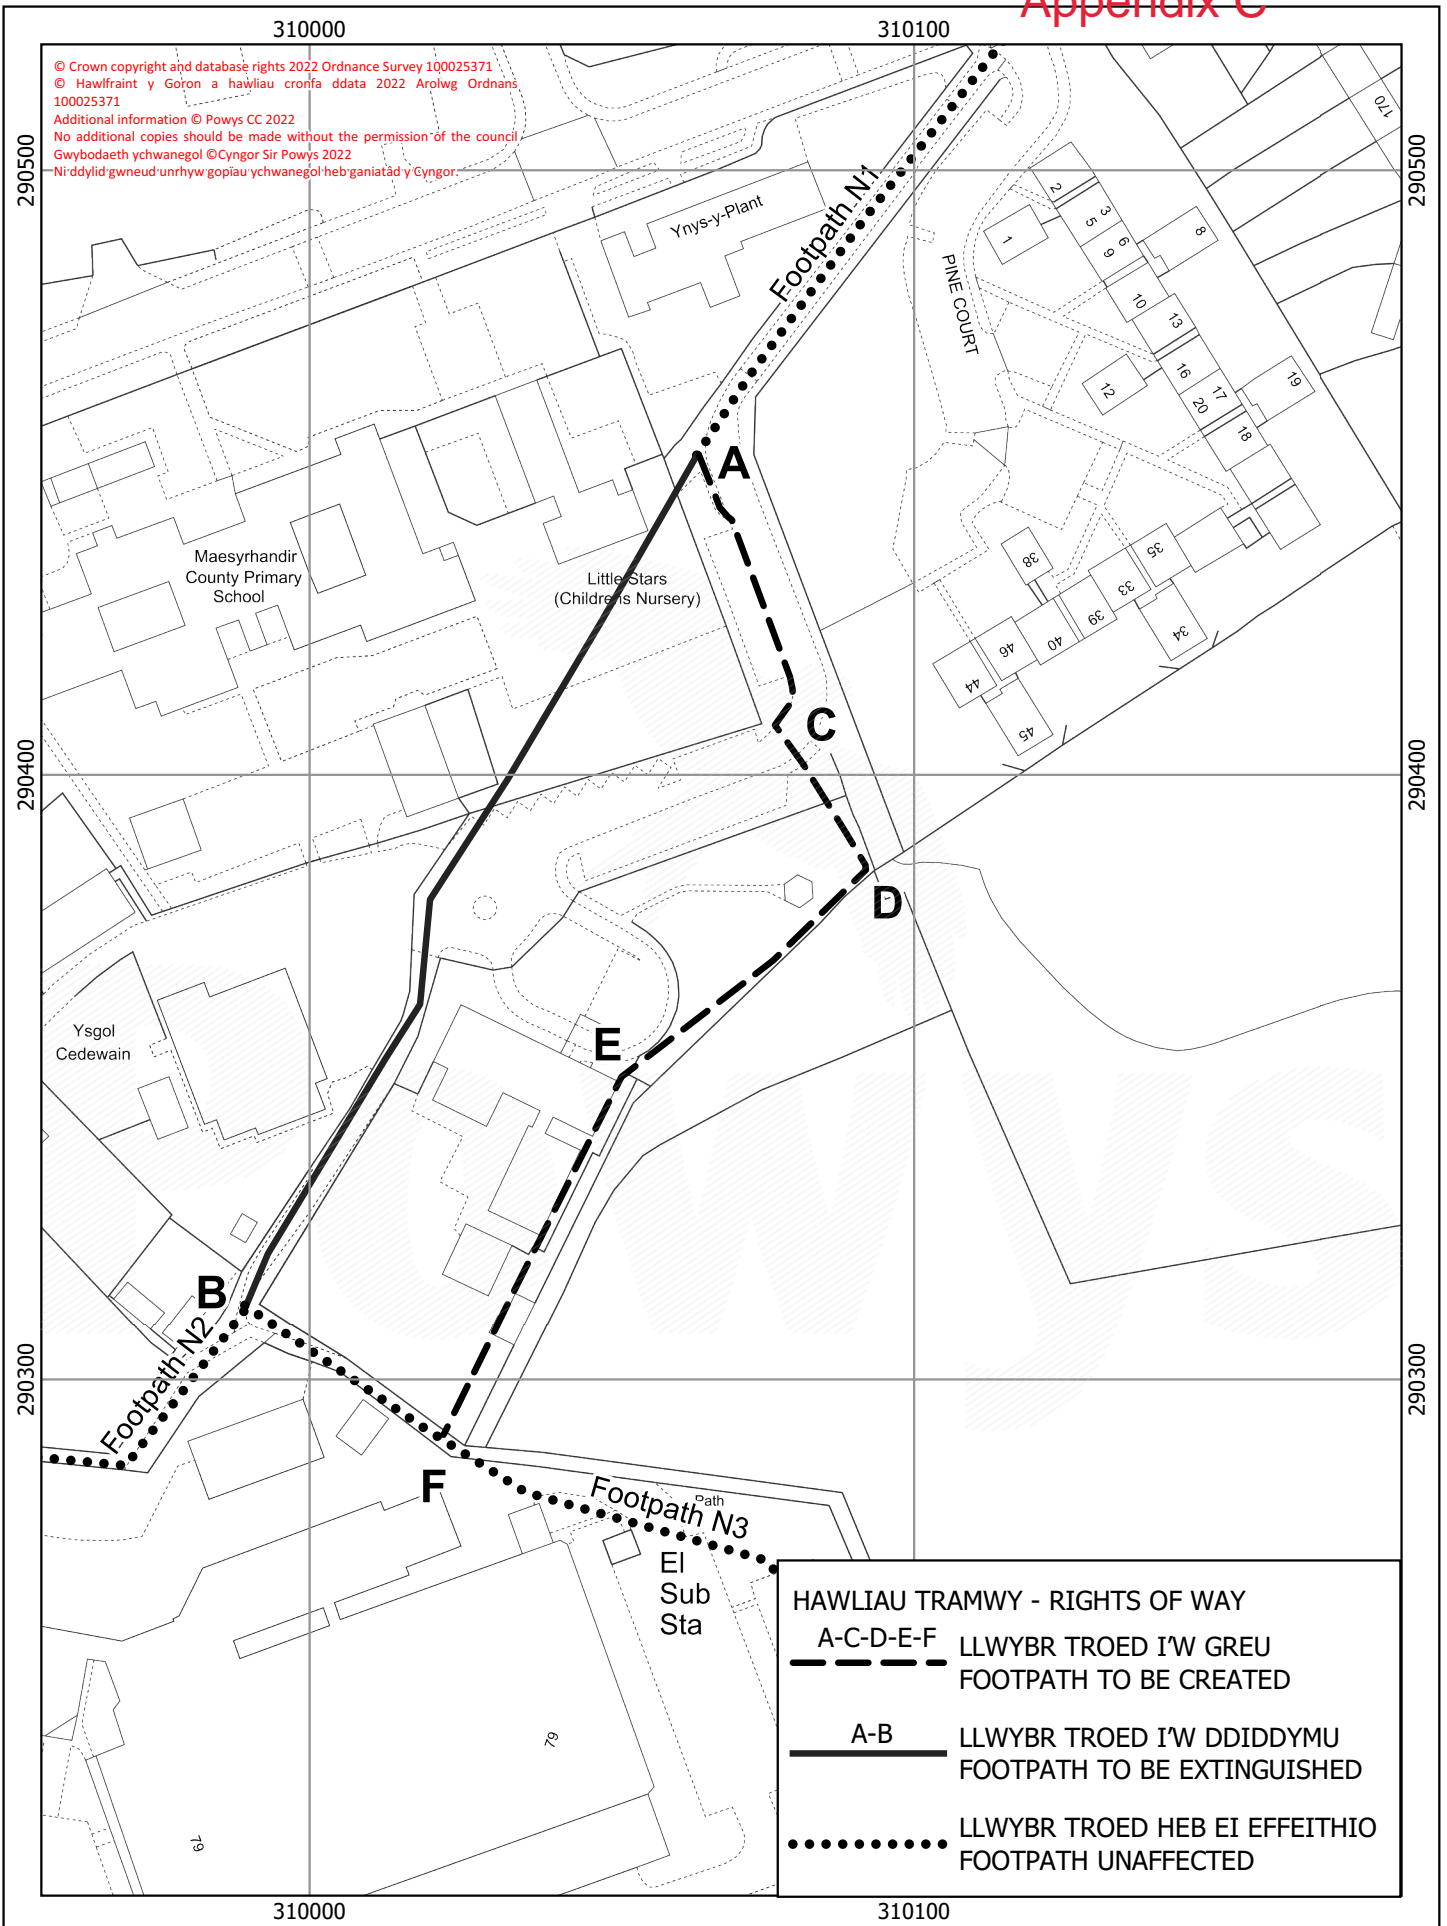 Appendix C
310000
310100
© Crown copyright and database rights 2022 Ordnance Survey 100025371
© Hawlfraint y Goron a hawliau cronfa ddata 2022 Arolwg Ordnans
100025371
Additional information © Powys CC 2022
No additional copies should be made without the permission of the council
Gwybodaeth ychwanegol ©Cyngor Sir Powys 2022
Ni ddylid gwneud unrhyw gopïau ychwanegol heb ganiatâd y Cyngor.
170
290500
290500
Footpath N1
Ynys-y-Plant
2
3
5
6
9
8
1
10
13
PINE COURT
16
17
20
12
19
18
A
Maesyrhandir
County Primary
School
Little Stars
(Childrens Nursery)
38
35
33
39
40
46
34
44
45
C
290400
290400
D
Ysgol
Cedewain
E
B
Footpath N2
290300
290300
F
Path
Footpath N3
El
Sub
Sta
79
79
HAWLIAU TRAMWY - RIGHTS OF WAY
A-C-D-E-F
LLWYBR TROED I'W GREU
FOOTPATH TO BE CREATED
A-B
LLWYBR TROED I'W DDIDDYMU
FOOTPATH TO BE EXTINGUISHED
LLWYBR TROED HEB EI EFFEITHIO
FOOTPATH UNAFFECTED
310000
310100